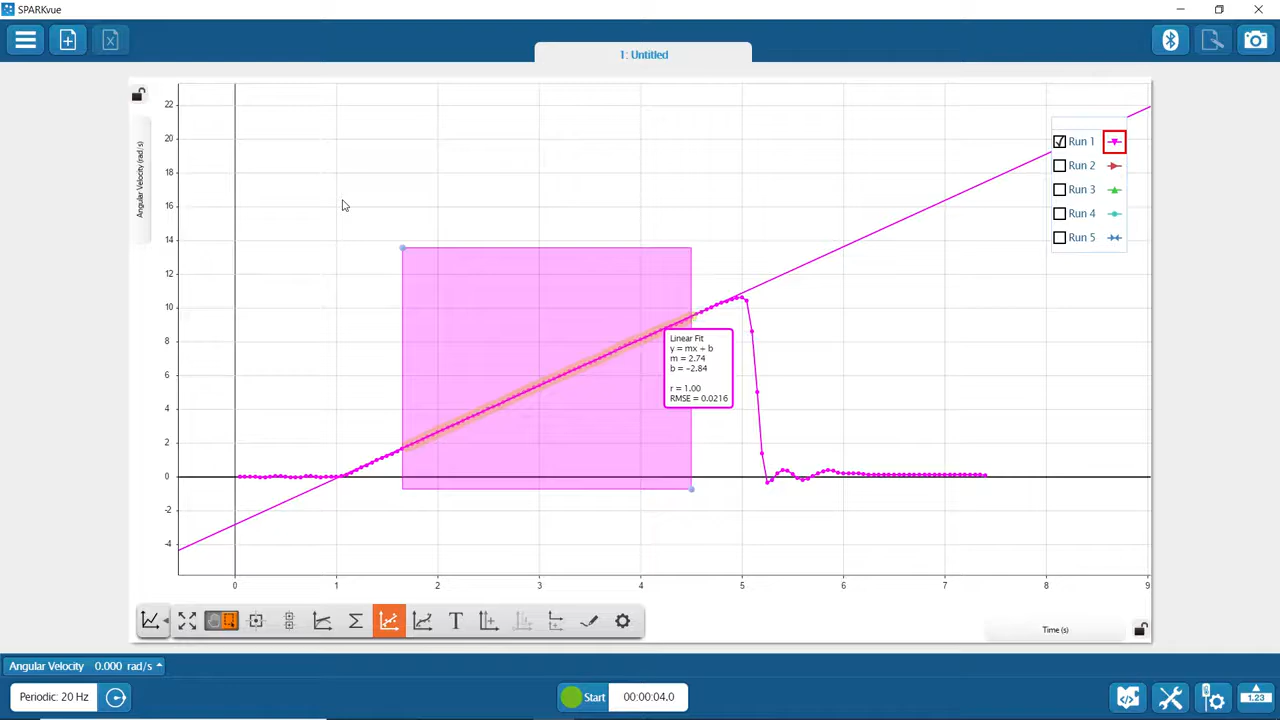 SPARKvue
1: Untitled
22
20
18
16
14
12
10
8
6
4
2
0
-2
-4
Angular Velocity (rad/s)
Run 1
Run 2
Run 3
Run 4
Run 5
Linear Fit
y = mx + b
m = 2.74
b = -2.84
r = 1.00
RMSE = 0.0216
0 1 2 3 4 5 6 7 8 9
Time (s)
T
Angular Velocity 0.000 rad/s
Periodic: 20 Hz
Start 00:00:04.0
1.23